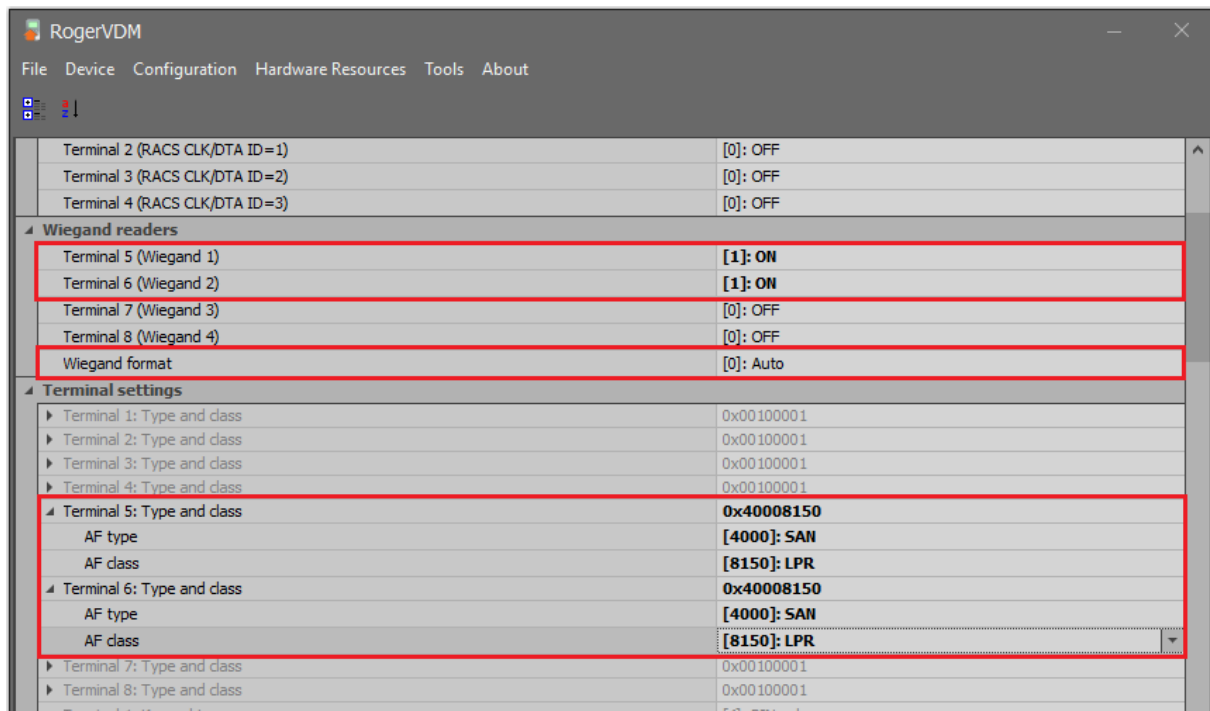 RogerVDM
File Device Configuration Hardware Resources Tools About
Terminal 2 (RACS CLK/DTA ID=1) [0]: OFF
Terminal 3 (RACS CLK/DTA ID=2) [0]: OFF
Terminal 4 (RACS CLK/DTA ID=3) [0]: OFF
Wiegand readers
Terminal 5 (Wiegand 1) [1]: ON
Terminal 6 (Wiegand 2) [1]: ON
Terminal 7 (Wiegand 3) [0]: OFF
Terminal 8 (Wiegand 4) [0]: OFF
Wiegand format [0]: Auto
Terminal settings
Terminal 1: Type and class 0x00100001
Terminal 2: Type and class 0x00100001
Terminal 3: Type and class 0x00100001
Terminal 4: Type and class 0x00100001
Terminal 5: Type and class 0x40008150
AF type [4000]: SAN
AF class [8150]: LPR
Terminal 6: Type and class 0x40008150
AF type [4000]: SAN
AF class [8150]: LPR
Terminal 7: Type and class 0x00100001
Terminal 8: Type and class 0x00100001